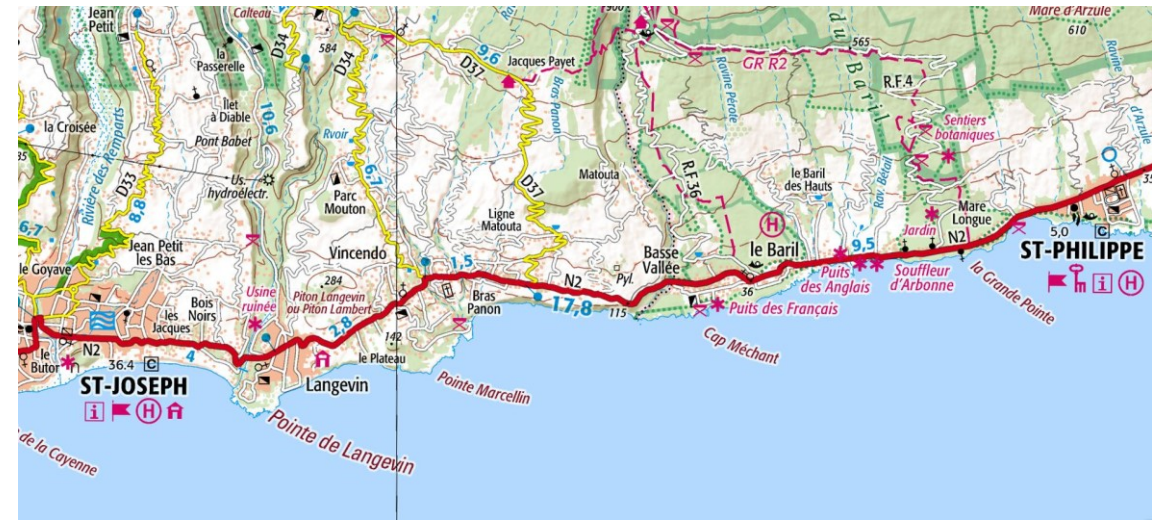 Jean
Petit
Calteau
la
Passerelle
584
D34
D34
9,6
D37
Jacques Payet
900
GR R2
565
du Baril
R.F.4
Mare d'Arzule
610
Ravine
d'Arzule
la Croisée
Rivière des Remparts
Îlet
à Diable
Pont Babet
10,6
Rvoir
Bras Panon
Ravine Pérote
Sentiers
botaniques
Us.
hydroélectr.
D33
8,8
Parc
Mouton
6,7
D37
Matouta
R.F.36
le Baril
des Hauts
Rav. Bétail
Mare
Longue
6,7
Jean Petit
les Bas
Ligne
Matouta
Jardin
le Goyave
Vincendo
1,5
N2
Pyl.
Basse
Vallée
H
le Baril
9,5
N2
5,0
C
ST-PHILIPPE
i H
Bois
Noirs
les
Jacques
Usine
ruinée
284
Piton Langevin
ou Piton Lambert
Bras
Panon
17,8
115
36
Puits
des Anglais
Souffleur
d'Arbonne
la Grande Pointe
Puits des Français
Cap Méchant
le
Butor
N2
4
2,8
142
le Plateau
36,4
C
ST-JOSEPH
i H
Langevin
Pointe Marcellin
Pointe de Langevin
de la Cayenne